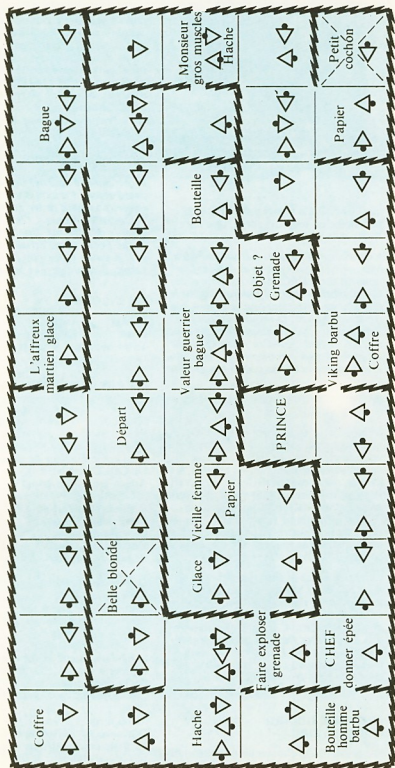 Coffre
L'affreux
martien glace
Bague
Belle blonde
Départ
Hache
Glace
Vieille femme
Papier
Valeur guerrier
bague
Bouteille
Monsieur
gros muscles
Hache
Faire exploser
grenade
PRINCE
Objet ?
Grenade
Bouteille
homme
barbu
CHEF
donner épée
Viking barbu
Coffre
Papier
Petit
cochon